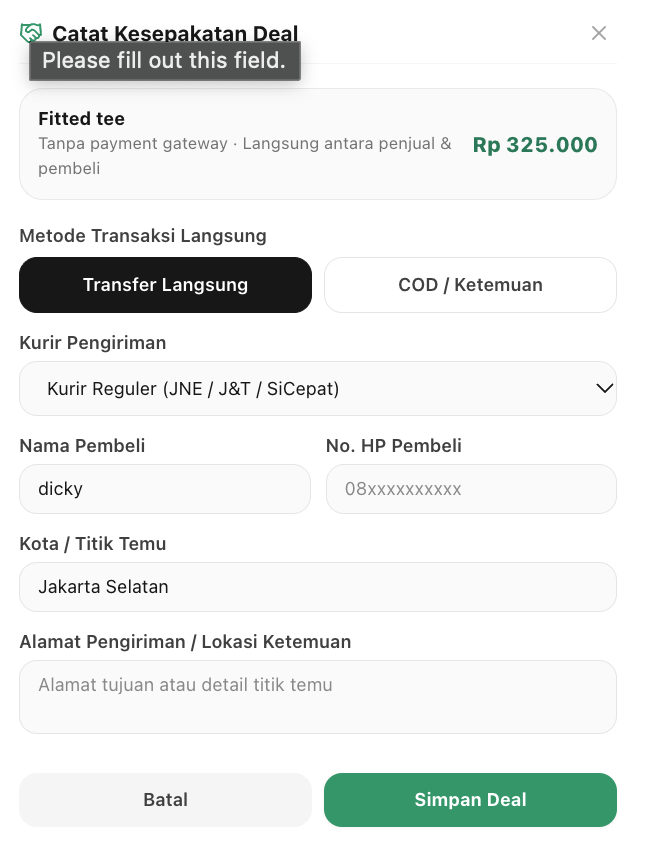 Catat Kesepakatan Deal
Please fill out this field.
Fitted tee
Tanpa payment gateway · Langsung antara penjual &
pembeli
Rp 325.000
Metode Transaksi Langsung
Transfer Langsung
COD / Ketemuan
Kurir Pengiriman
Kurir Reguler (JNE / J&T / SiCepat)
Nama Pembeli
No. HP Pembeli
dicky
08xxxxxxxxxx
Kota / Titik Temu
Jakarta Selatan
Alamat Pengiriman / Lokasi Ketemuan
Alamat tujuan atau detail titik temu
Batal
Simpan Deal